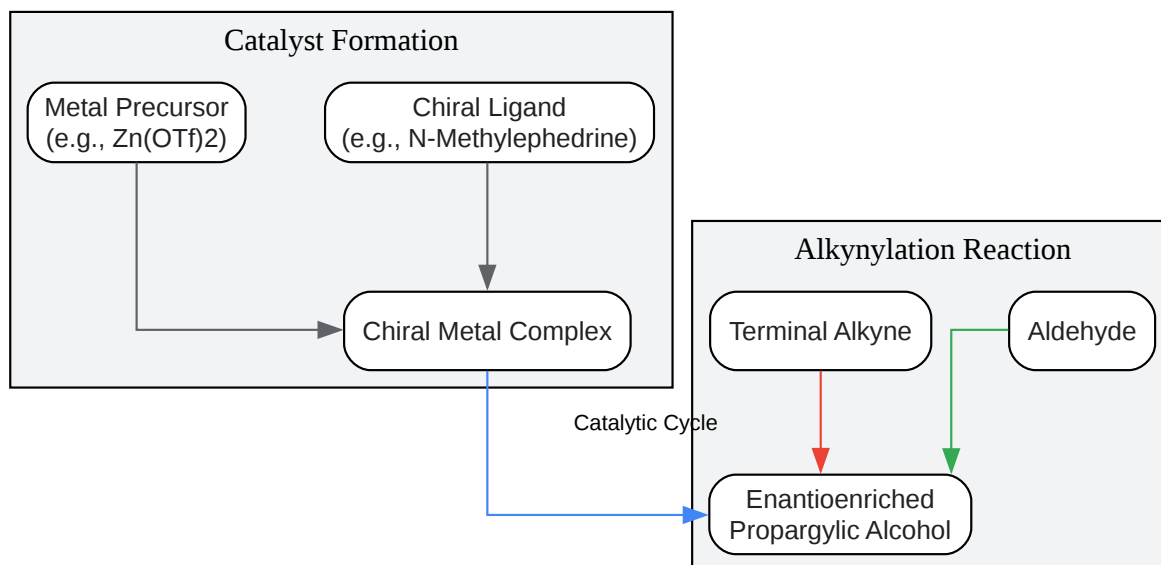 Catalyst Formation
Metal Precursor
(e.g., Zn(OTf)2)
Chiral Ligand
(e.g., N-Methylephedrine)
Chiral Metal Complex
Catalytic Cycle
Alkynylation Reaction
Terminal Alkyne
Aldehyde
Enantioenriched
Propargylic Alcohol